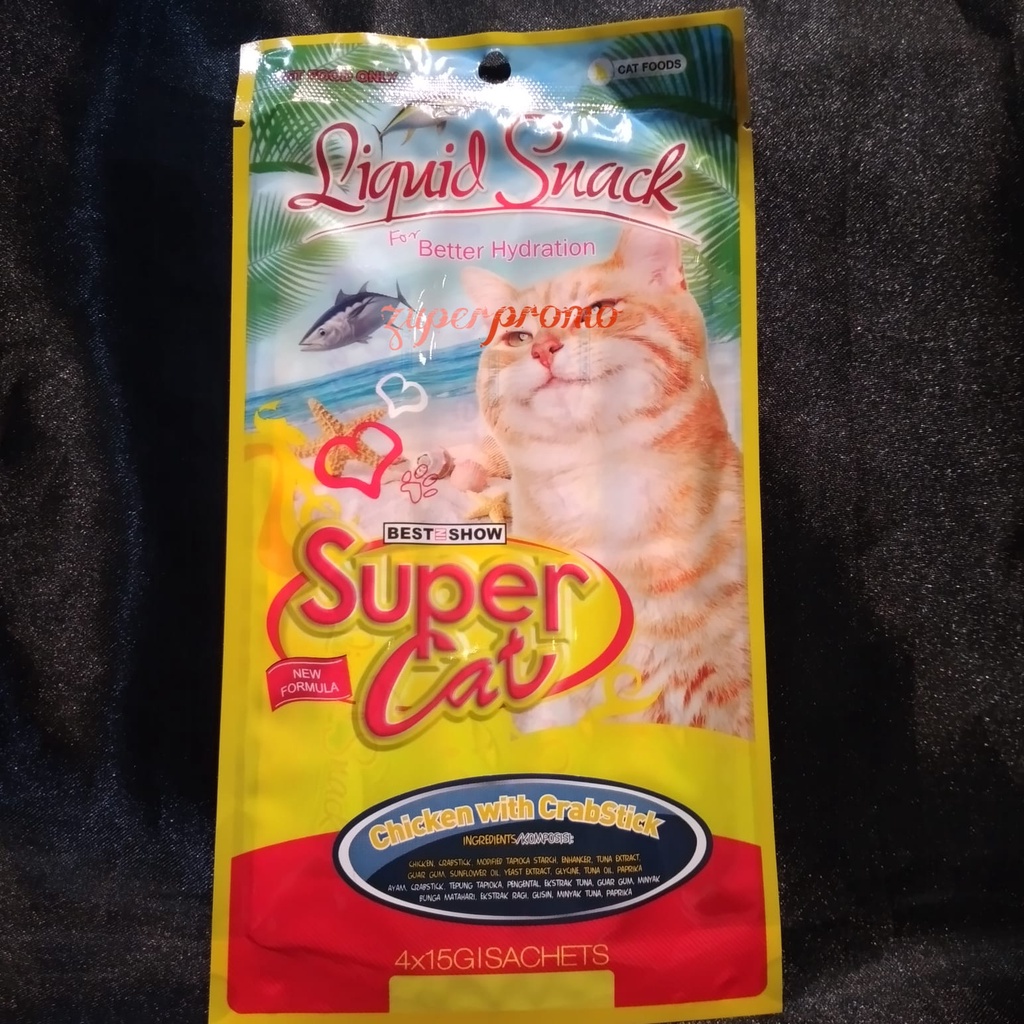 FOOD ONLY
CAT FOODS
Liquid Snack
For Better Hydration
zuperpromo
BEST IN SHOW
Super
Cat
NEW
FORMULA
Chicken with CrabStick
INGREDIENTS/KOMPOSISI:
CHICKEN, CRABSTICK, MODIFIED TAPIOCA STARCH, ENHANCER, TUNA EXTRACT,
GUAR GUM, SUNFLOWER OIL, YEAST EXTRACT, GLYCINE, TUNA OIL, PAPRIKA
AYAM, CRABSTICK, TEPUNG TAPIOKA, PENGENTAL, EKSTRAK TUNA, GUAR GUM, MINYAK
BUNGA MATAHARI, EKSTRAK RAGI, GLISIN, MINYAK TUNA, PAPRIKA
4x15G|SACHETS